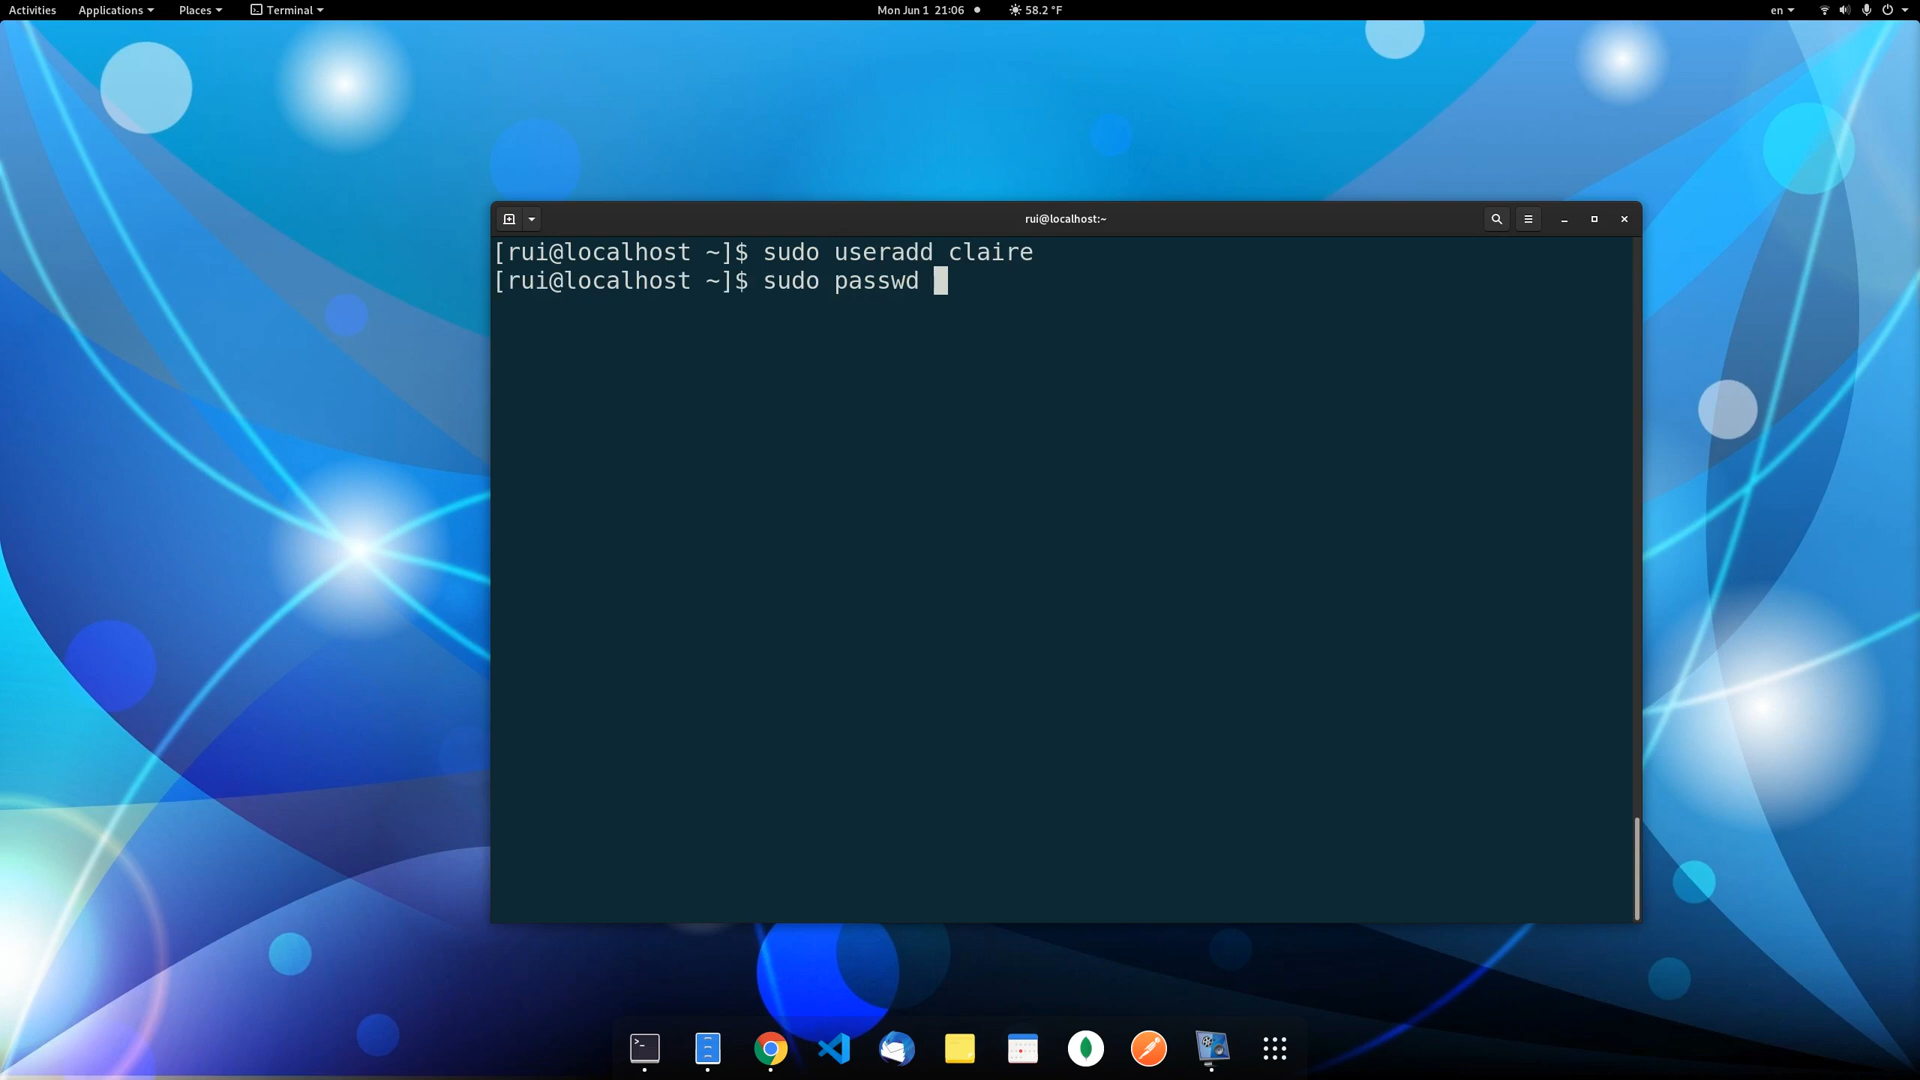 Activities Applications Places Terminal Mon Jun 1 21:06 58.2 °F en
rui@localhost:~
[rui@localhost ~]$ sudo useradd claire
[rui@localhost ~]$ sudo passwd